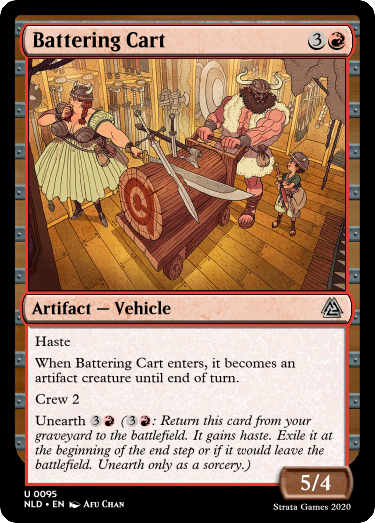 Battering Cart 3
Artifact — Vehicle
Haste
When Battering Cart enters, it becomes an
artifact creature until end of turn.
Crew 2
Unearth 3 (3: Return this card from your
graveyard to the battlefield. It gains haste. Exile it at
the beginning of the end step or if it would leave the
battlefield. Unearth only as a sorcery.)
5/4
U 0095
NLD • EN Afu Chan
Strata Games 2020